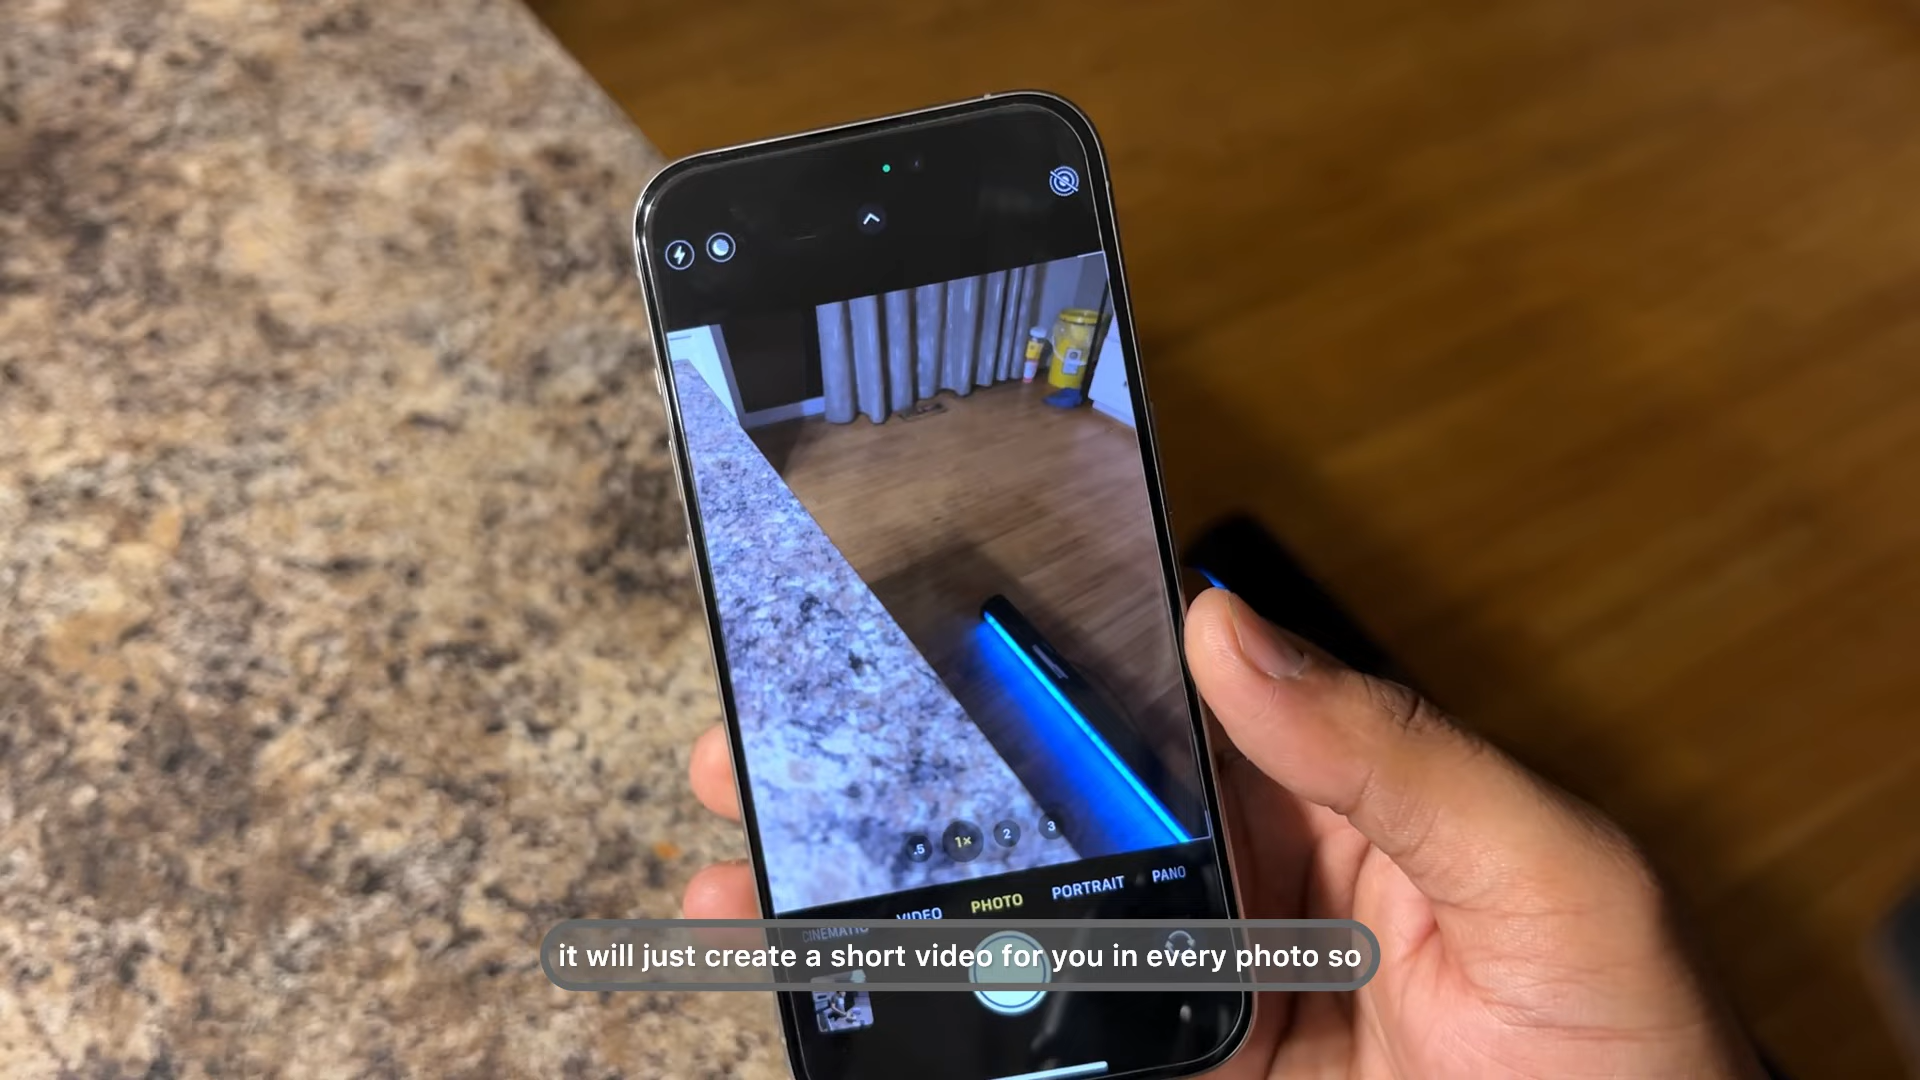 .5 1× 2 3
VIDEO PHOTO PORTRAIT PANO
CINEMATIC
it will just create a short video for you in every photo so